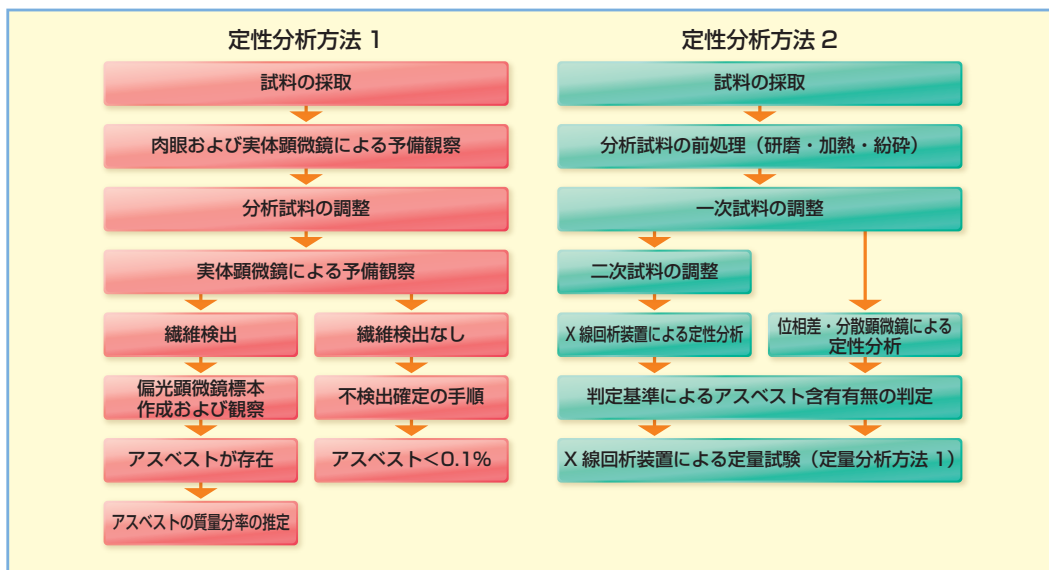 定性分析方法 1
試料の採取
肉眼および実体顕微鏡による予備観察
分析試料の調整
実体顕微鏡による予備観察
繊維検出
繊維検出なし
偏光顕微鏡標本
作成および観察
不検出確定の手順
アスベストが存在
アスベスト<0.1%
アスベストの質量分率の推定
定性分析方法 2
試料の採取
分析試料の前処理（研磨・加熱・紛砕）
一次試料の調整
二次試料の調整
X 線回析装置による定性分析
位相差・分散顕微鏡による
定性分析
判定基準によるアスベスト含有有無の判定
X 線回析装置による定量試験（定量分析方法 1）